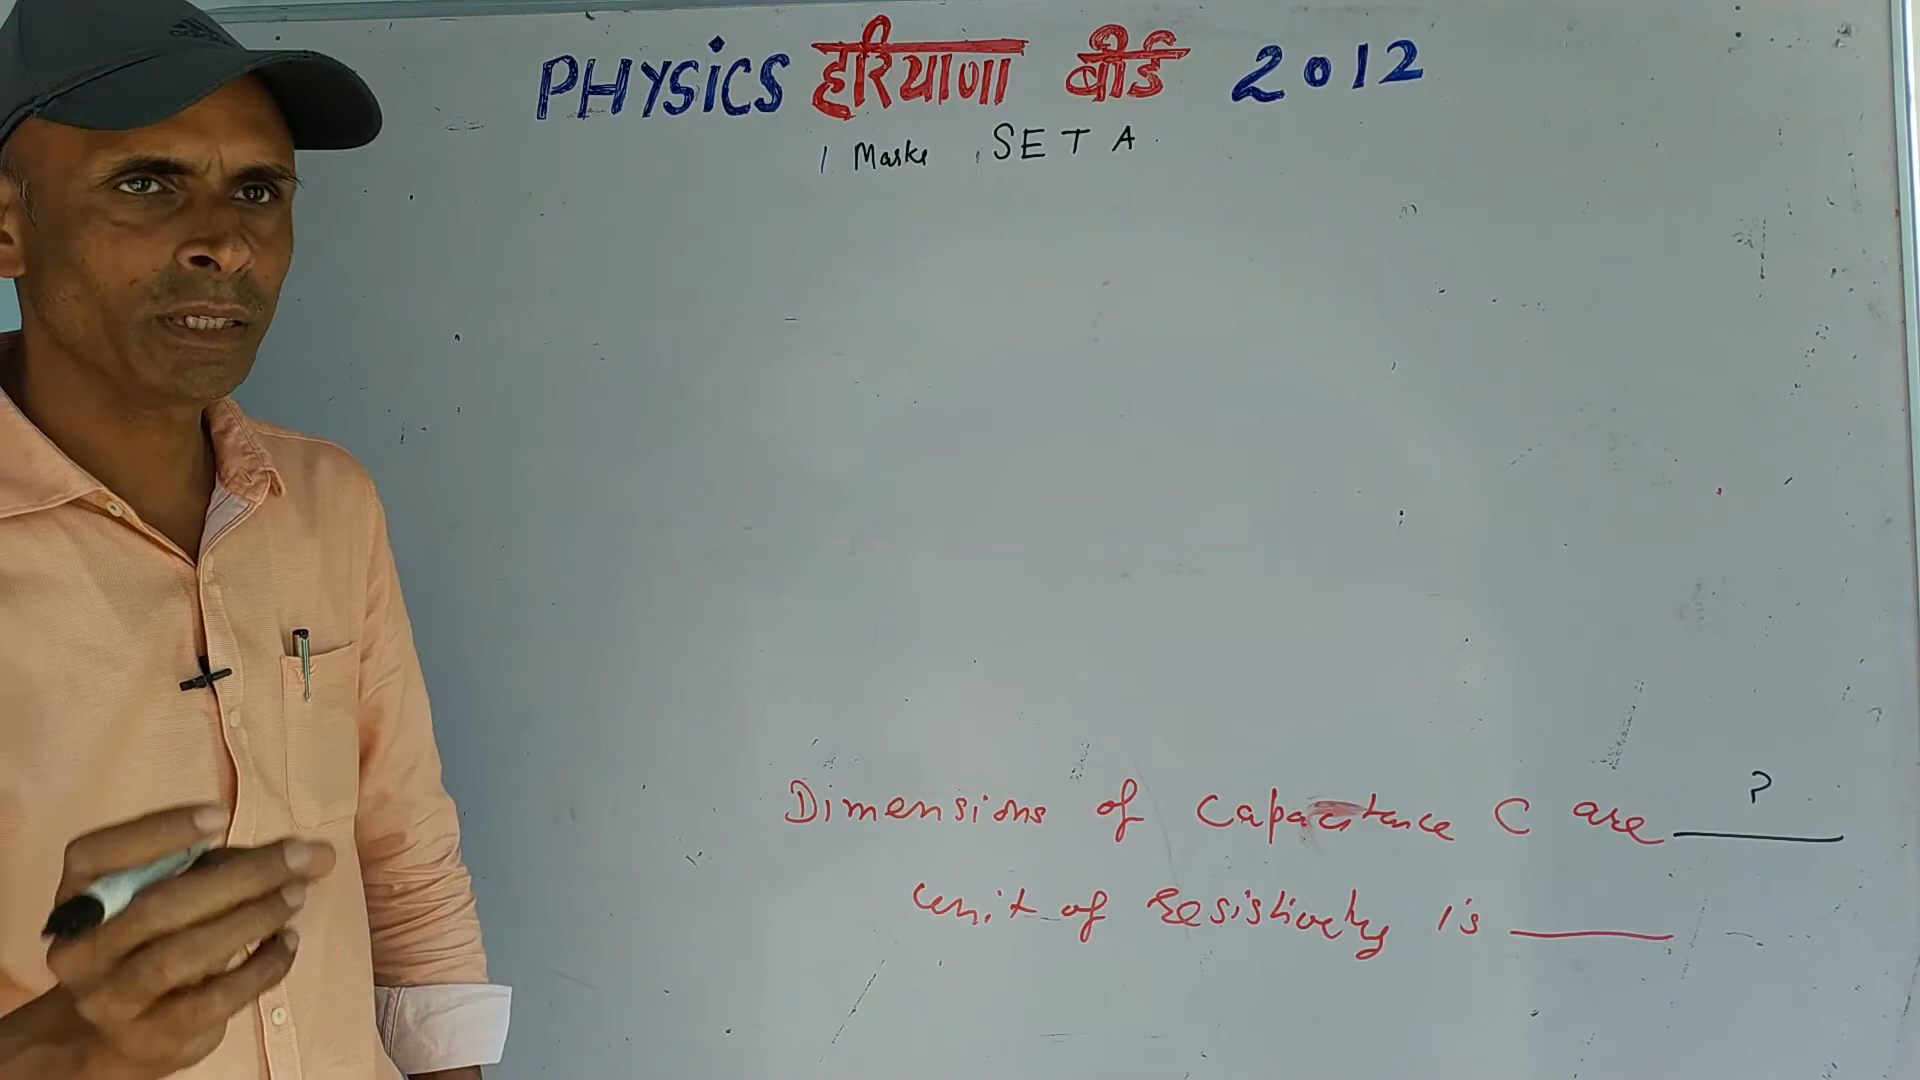 PHYSICS हरियाणा बोर्ड 2012
1 Marks SET A
?
Dimensions of Capacitance C are ____
Unit of Resistivity is ____